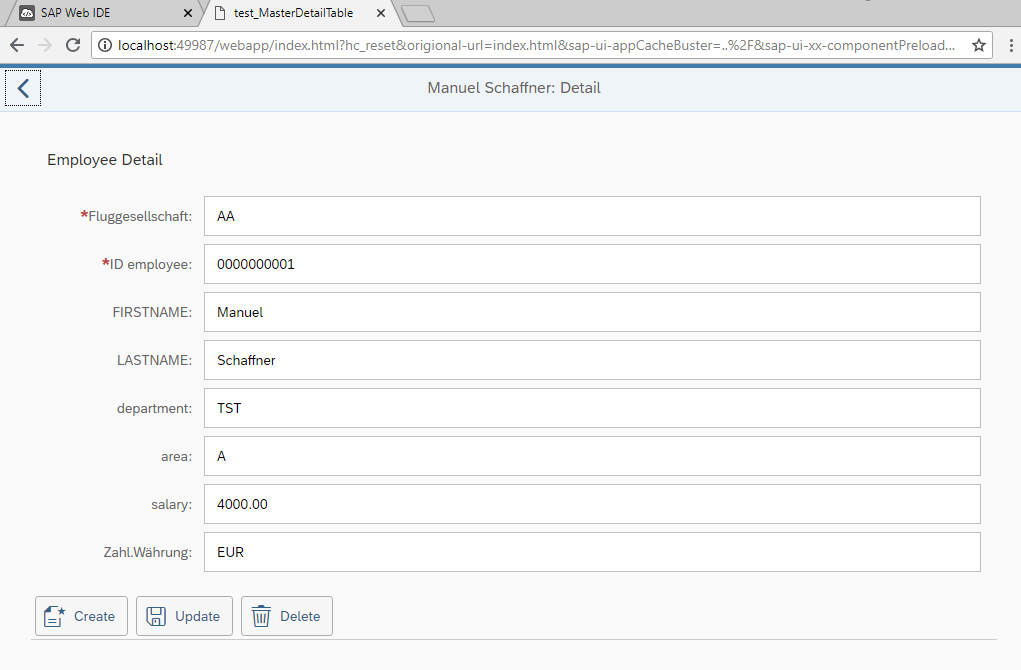 SAP Web IDE
test_MasterDetailTable
localhost:49987/webapp/index.html?hc_reset&origional-url=index.html&sap-ui-appCacheBuster=..%2F&sap-ui-xx-componentPreload...
Manuel Schaffner: Detail
Employee Detail
*Fluggesellschaft: AA
*ID employee: 0000000001
FIRSTNAME: Manuel
LASTNAME: Schaffner
department: TST
area: A
salary: 4000.00
Zahl.Währung: EUR
Create Update Delete